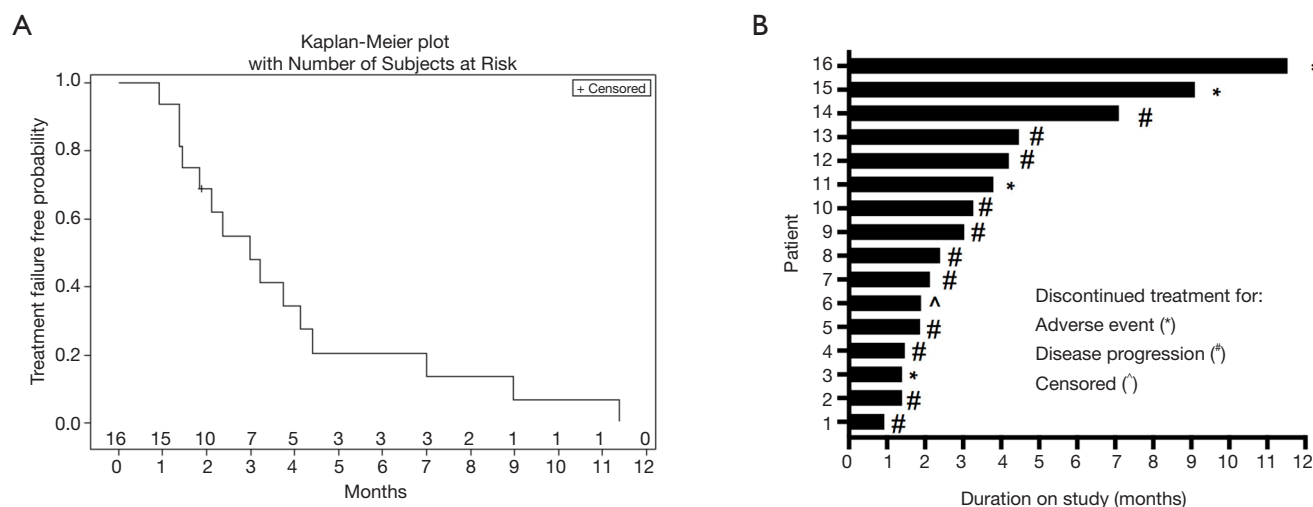 A
Kaplan-Meier plot
with Number of Subjects at Risk
+ Censored
Treatment failure free probability
1.0
0.8
0.6
0.4
0.2
0.0
16 15 10 7 5 3 3 3 2 1 1 1 0
0 1 2 3 4 5 6 7 8 9 10 11 12
Months
B
Patient
16
15 *
14 #
13 #
12 #
11 *
10 #
9 #
8 #
7 #
6 ^
5 #
4 #
3 *
2 #
1 #
Discontinued treatment for:
Adverse event (*)
Disease progression (#)
Censored (^)
0 1 2 3 4 5 6 7 8 9 10 11 12
Duration on study (months)